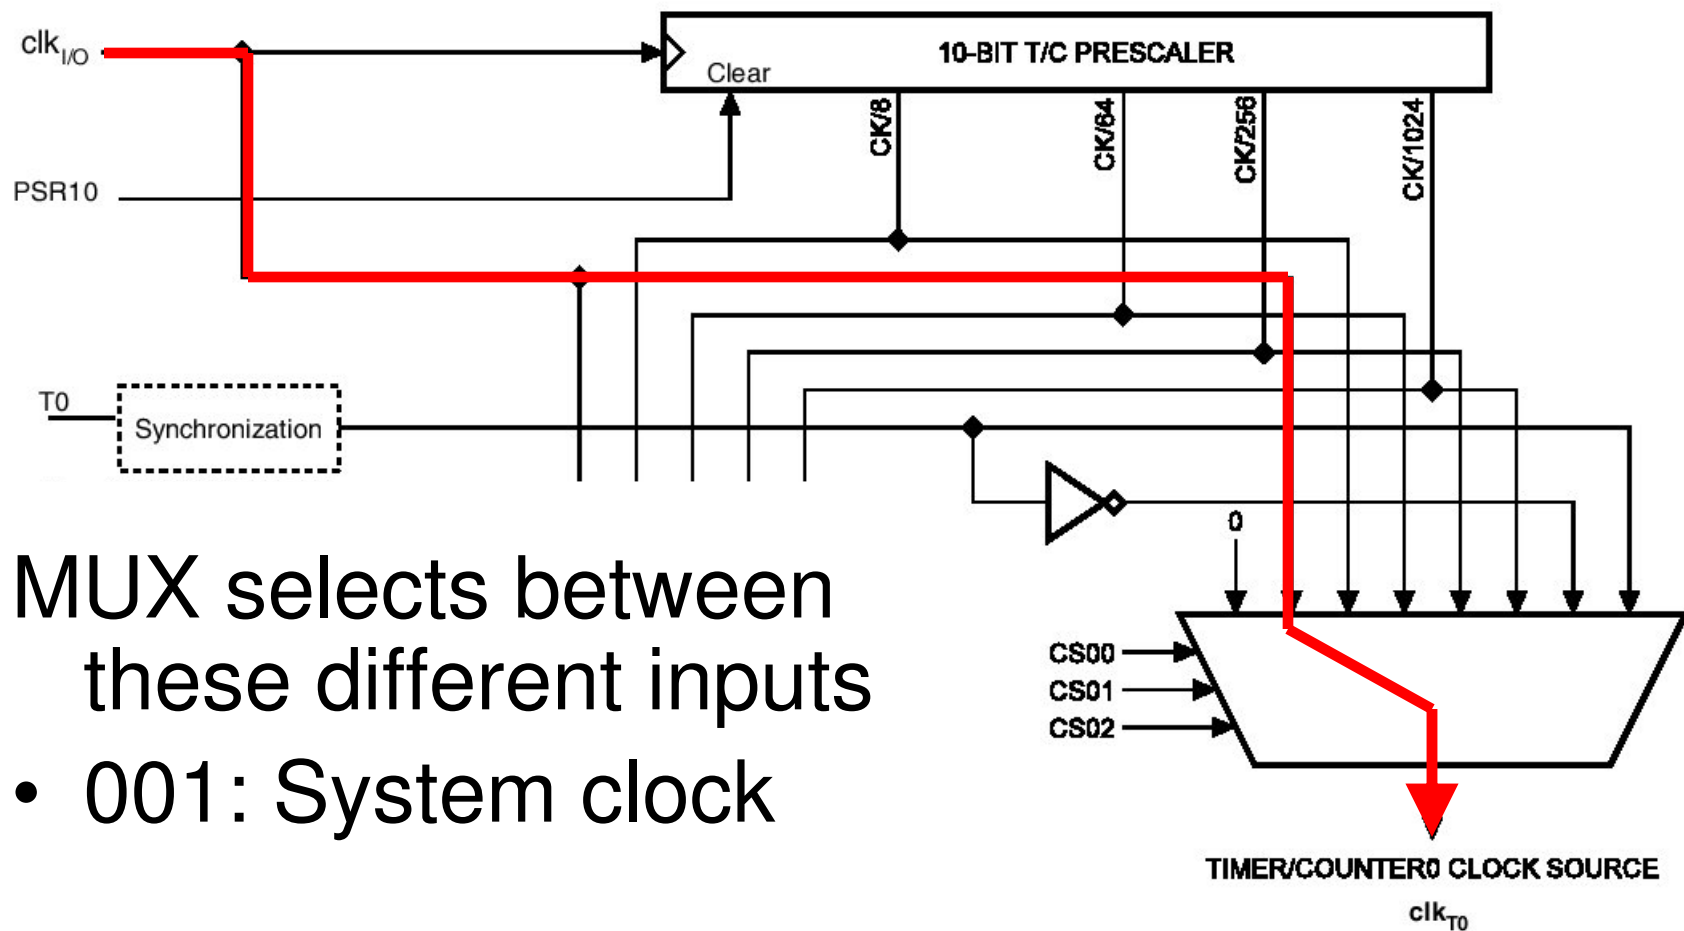 clkI/O
10-BIT T/C PRESCALER
Clear
CK/8
CK/64
CK/256
CK/1024
PSR10
T0
Synchronization
0
MUX selects between
these different inputs
• 001: System clock
CS00
CS01
CS02
TIMER/COUNTER0 CLOCK SOURCE
clkT0